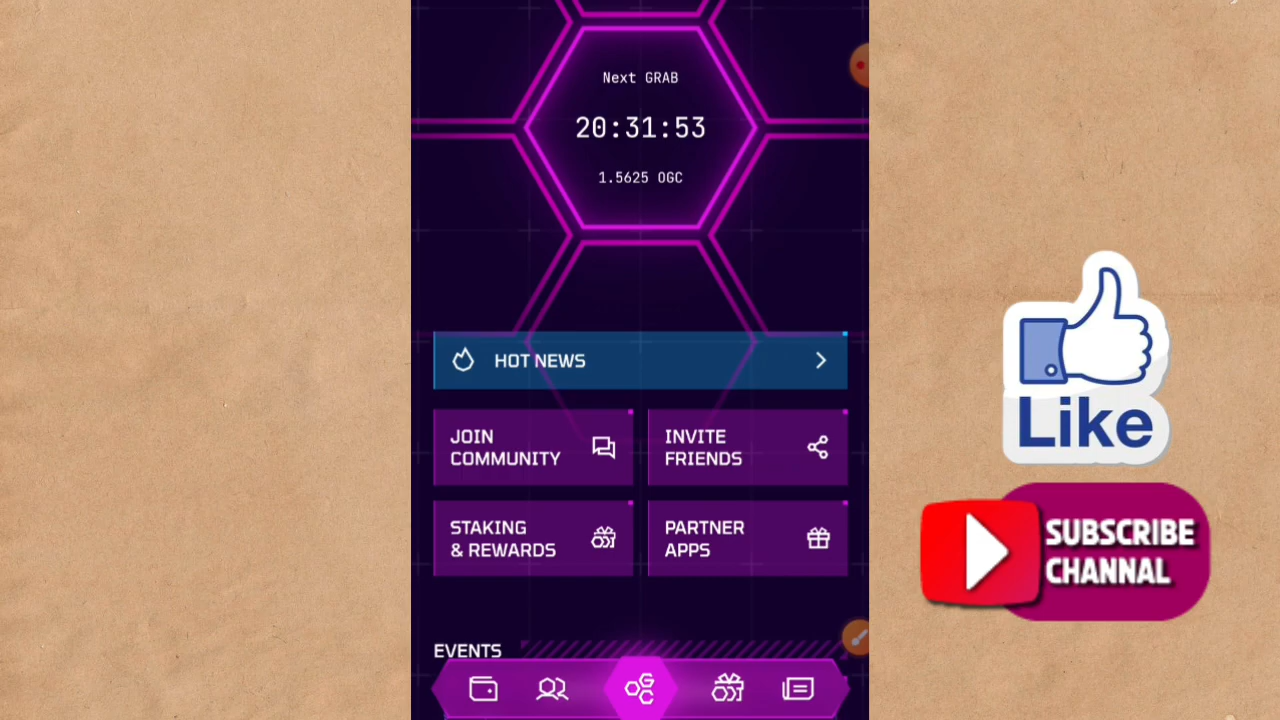 Next GRAB
20:31:53
1.5625 OGC
HOT NEWS
JOIN
COMMUNITY
INVITE
FRIENDS
STAKING
& REWARDS
PARTNER
APPS
EVENTS
OGC
Like
SUBSCRIBE
CHANNAL